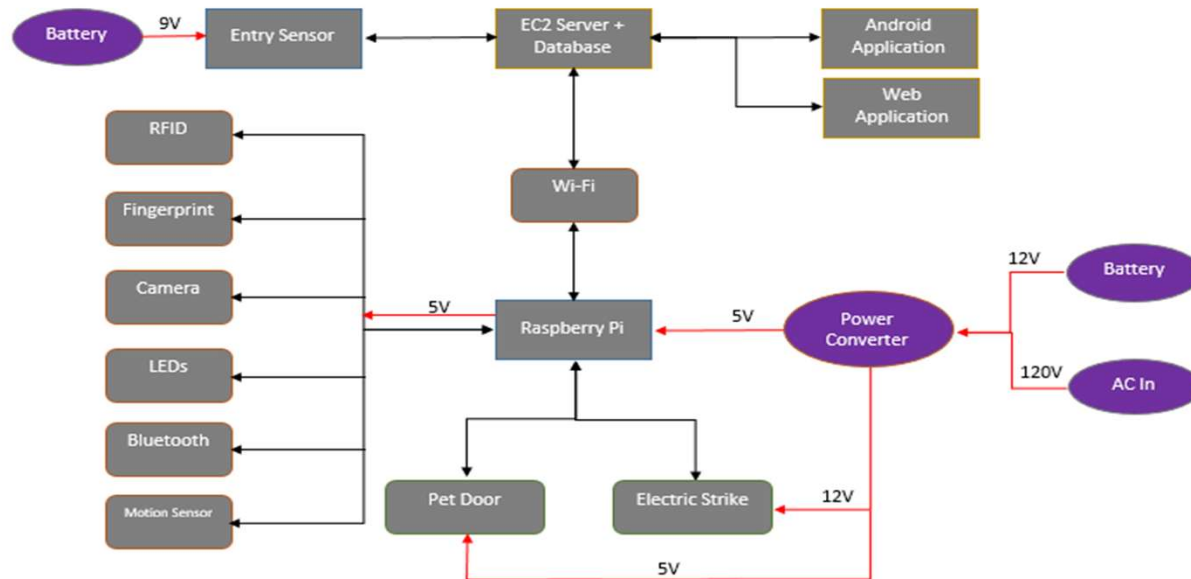 Battery
9V
Entry Sensor
EC2 Server +
Database
Android
Application
Web
Application
RFID
Fingerprint
Camera
LEDs
Bluetooth
Motion Sensor
Wi-Fi
5V
Raspberry Pi
5V
Power
Converter
12V
Battery
120V
AC In
Pet Door
Electric Strike
12V
5V